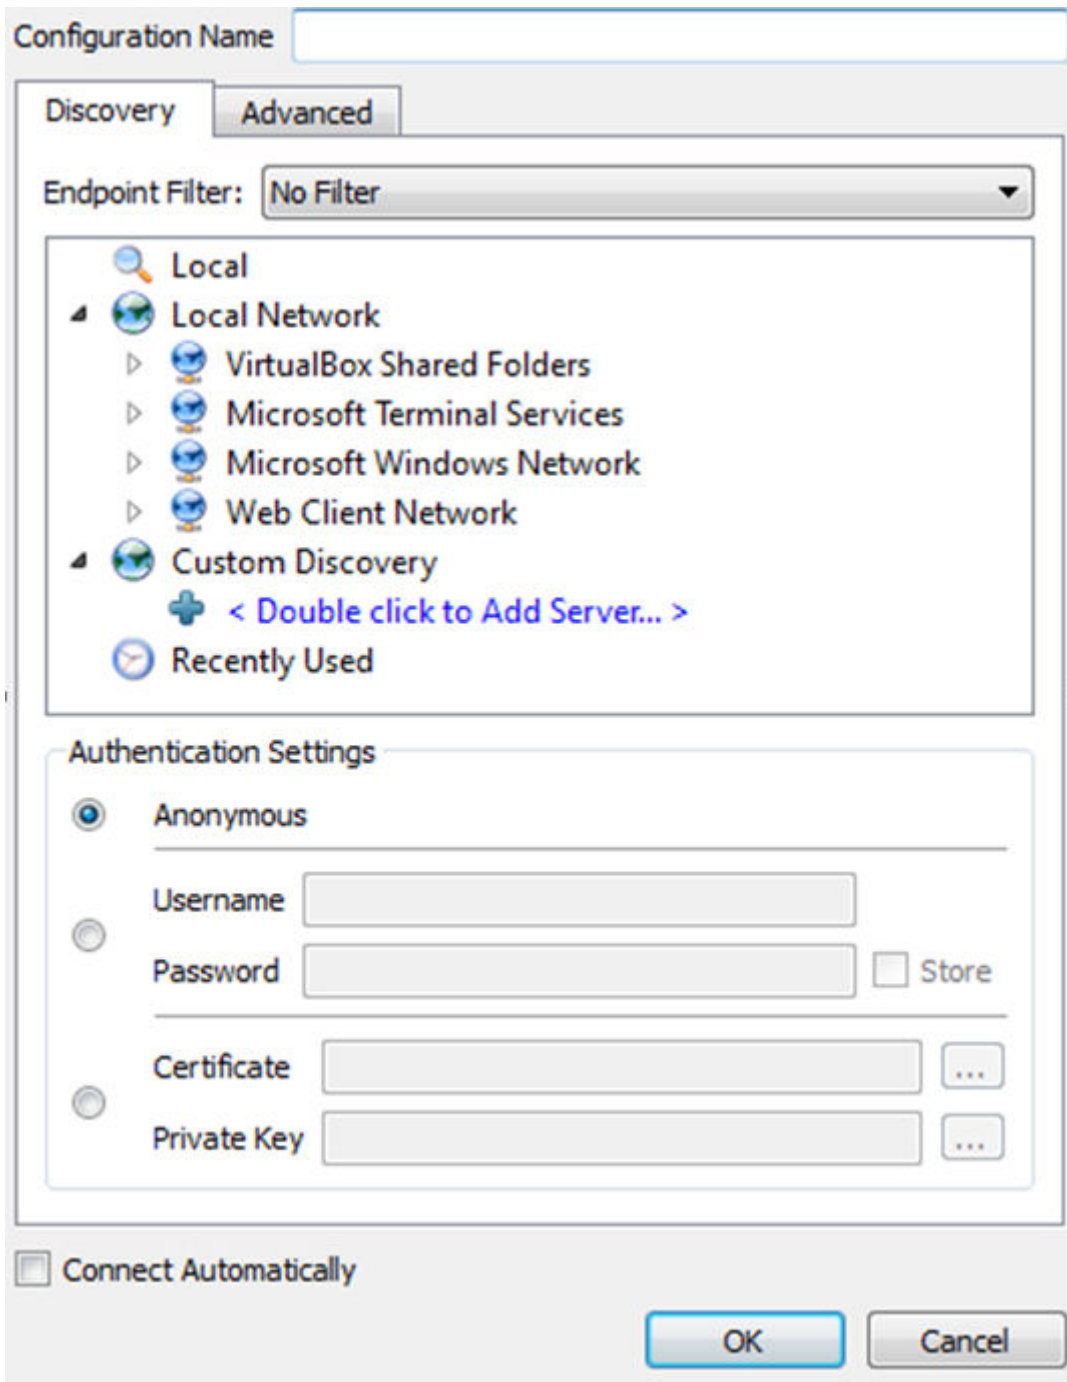 Configuration Name
Discovery Advanced
Endpoint Filter: No Filter
Local
Local Network
VirtualBox Shared Folders
Microsoft Terminal Services
Microsoft Windows Network
Web Client Network
Custom Discovery
< Double click to Add Server... >
Recently Used
Authentication Settings
Anonymous
Username
Password Store
Certificate ...
Private Key ...
Connect Automatically
OK Cancel